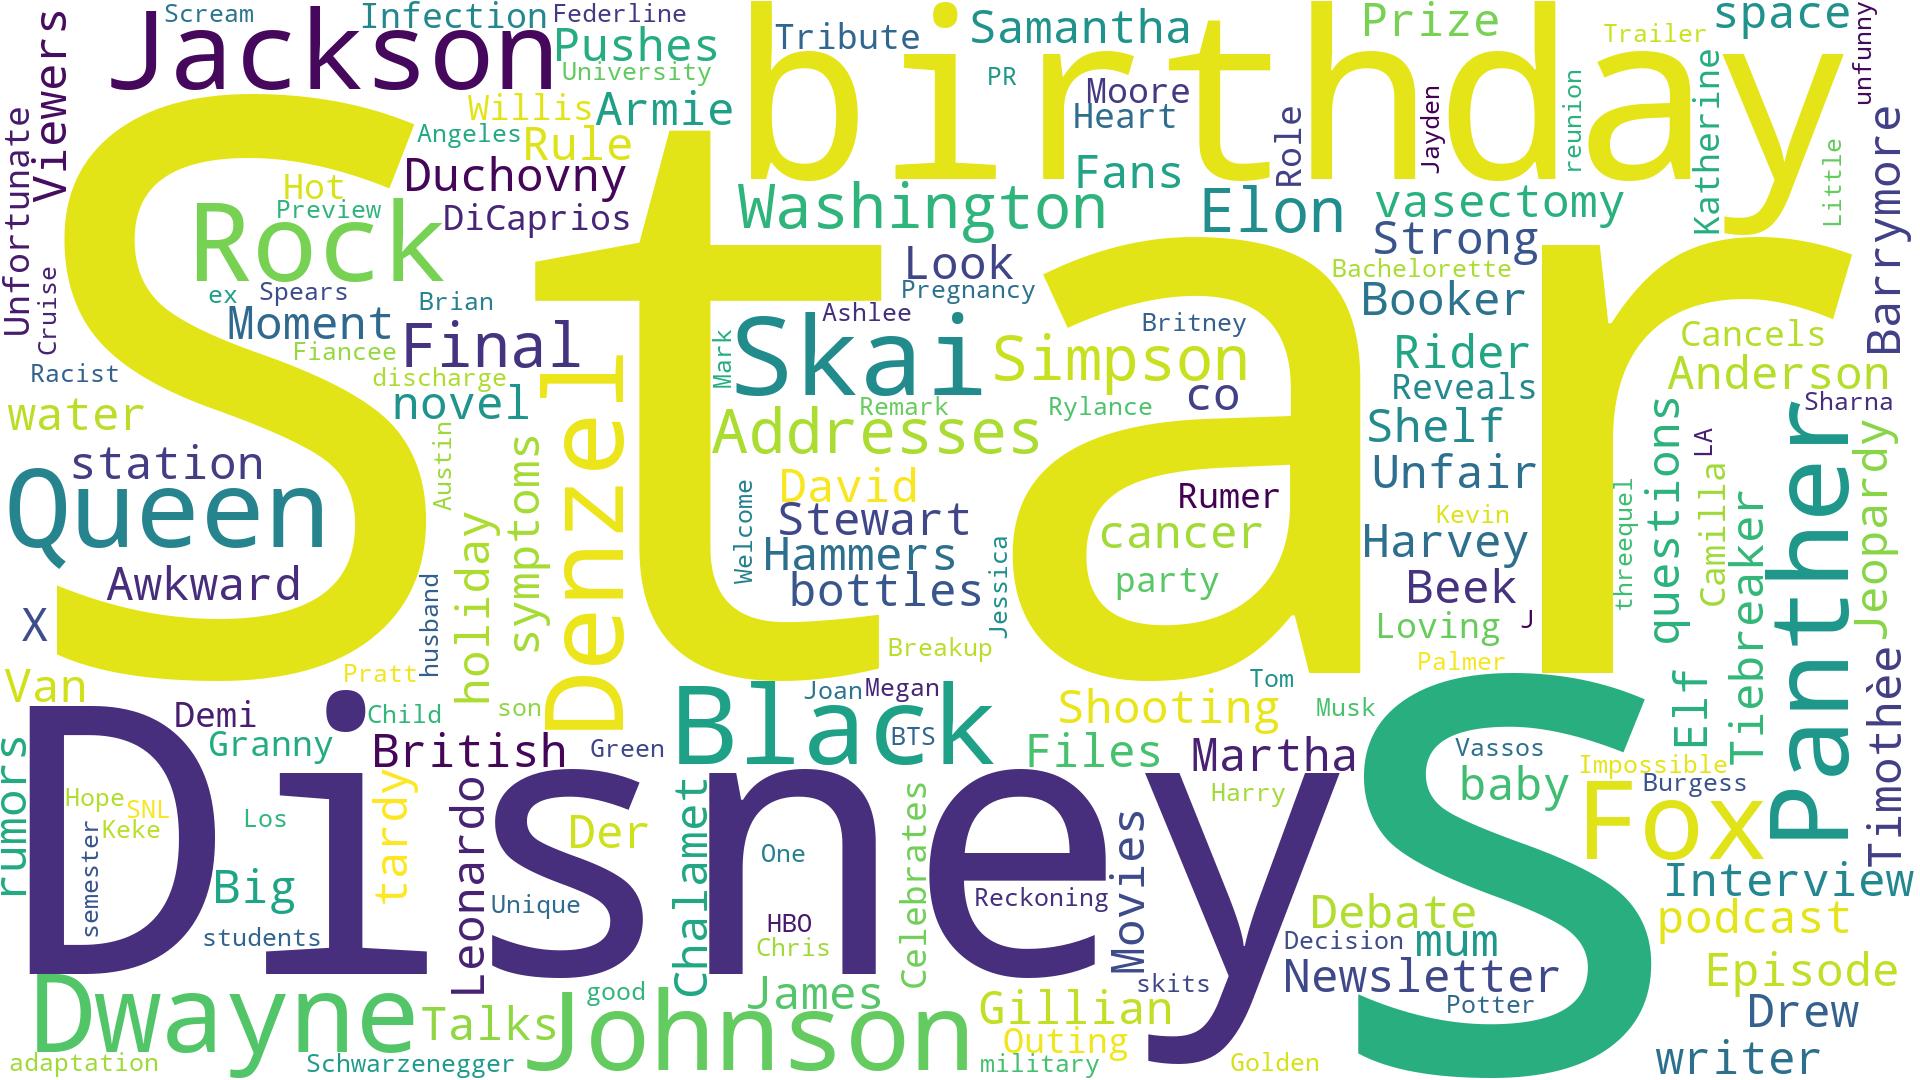 Scream
Infection
Federline
birthday
Samantha
Prize
space
Jackson
Pushes
Tribute
Trailer
unfunny
Viewers
University
PR
Moore
Jayden
reunion
Katherine
Willis
Armie
Heart
Role
Unfortunate
Angeles
Rule
Star
Fans
Little
Barrymore
Duchovny
Hot
Preview
DiCaprios
Washington
Elon
vasectomy
Rock
Strong
Look
Bachelorette
Cruise
ex
Spears
Brian
Pregnancy
Booker
Moment
Final
Ashlee
Britney
Cancels
Fiancee
Mark
Skai
Simpson
Rider
Racist
discharge
Reveals
Anderson
water
novel
Denzel
Remark
Rylance
co
Sharna
Addresses
Shelf
LA
questions
Panther
station
Austin
symptoms
David
Rumer
Unfair
Camilla
Jeopardy
Queen
Welcome
Stewart
cancer
Kevin
threequel
Tiebreaker
Awkward
holiday
Hammers
Jessica
Harvey
X
husband
bottles
party
Beek
Loving
J
Breakup
Palmer
Van
Pratt
Joan
Megan
Tom
Elf
Timothèe
Disney
Demi
Child
son
Black
Shooting
Musk
s
Granny
British
Green
BTS
Files
Martha
Vassos
Impossible
rumors
Hope
SNL
Keke
tardy
Leonardo
Chalamet
Celebrates
Harry
baby
Burgess
Fox
semester
Los
Der
One
Movies
Big
Unique
Reckoning
Interview
students
HBO
Chris
Debate
podcast
Decision
mum
Dwayne
Talks
good
James
skits
Newsletter
Episode
Johnson
Gillian
Potter
Drew
Outing
adaptation
Schwarzenegger
military
Golden
writer